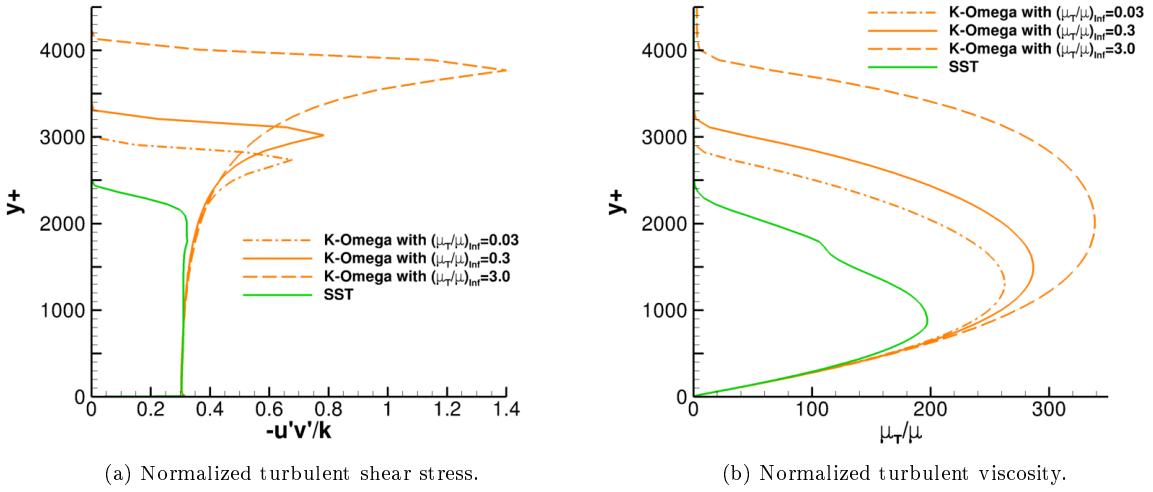 4000
3000
2000
1000
0
y+
K-Omega with (μT/μ)Inf=0.03
K-Omega with (μT/μ)Inf=0.3
K-Omega with (μT/μ)Inf=3.0
SST
K-Omega with (μT/μ)Inf=0.03
K-Omega with (μT/μ)Inf=0.3
K-Omega with (μT/μ)Inf=3.0
SST
0 0.2 0.4 0.6 0.8 1 1.2 1.4
-u'v'/k
(a) Normalized turbulent shear stress.
4000
3000
2000
1000
0
y+
0 100 200 300
μT/μ
(b) Normalized turbulent viscosity.